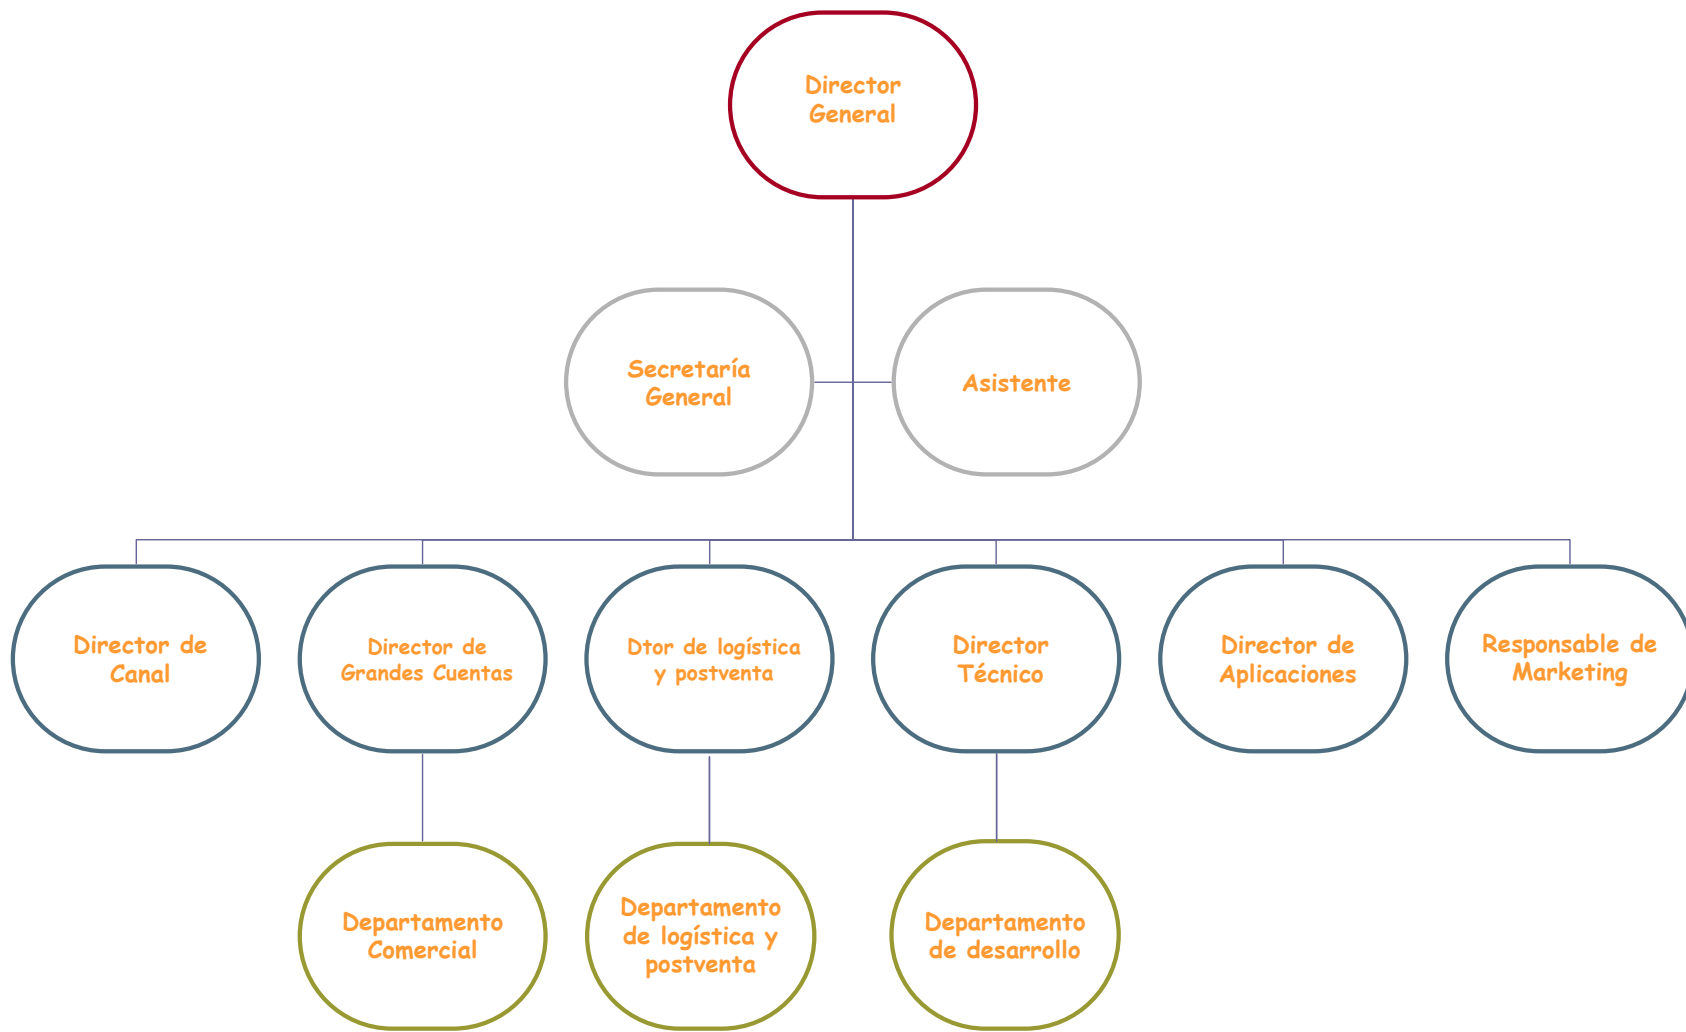 Director
General
Secretaría
General
Asistente
Director de
Canal
Director de
Grandes Cuentas
Dtor de logística
y postventa
Director
Técnico
Director de
Aplicaciones
Responsable de
Marketing
Departamento
Comercial
Departamento
de logística y
postventa
Departamento
de desarrollo